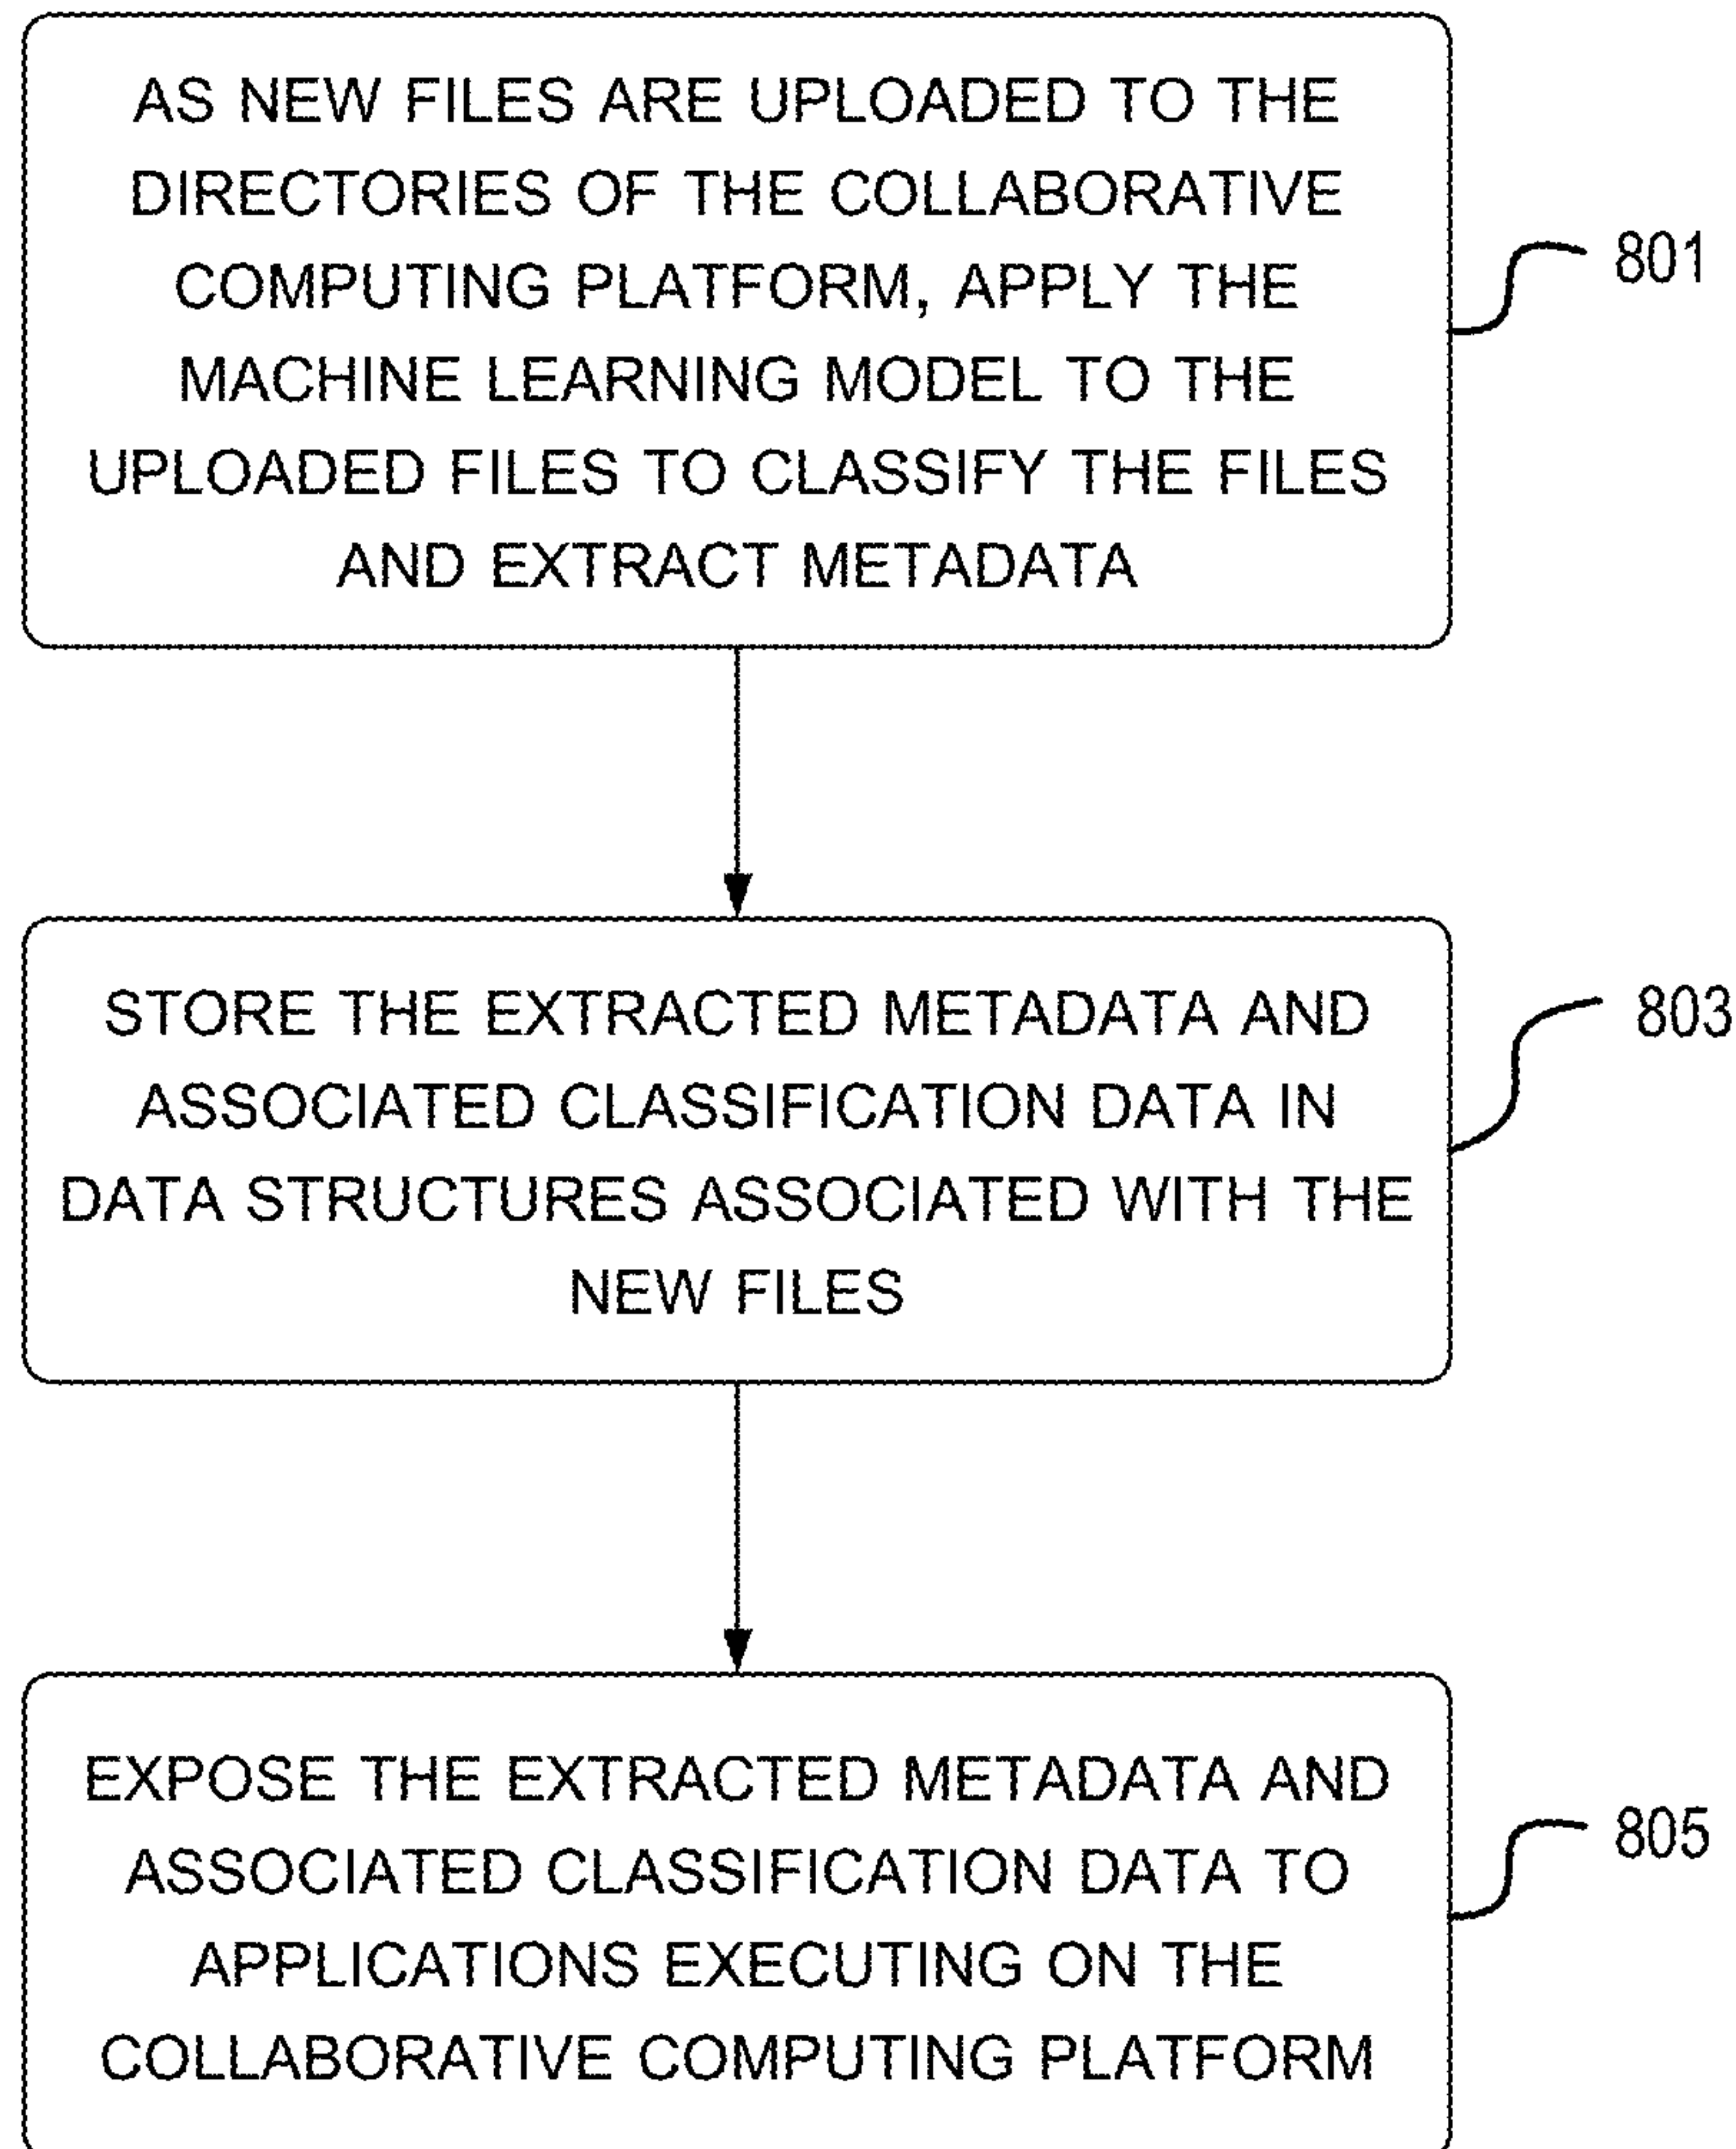 AS NEW FILES ARE UPLOADED TO THE
DIRECTORIES OF THE COLLABORATIVE
COMPUTING PLATFORM, APPLY THE
MACHINE LEARNING MODEL TO THE
UPLOADED FILES TO CLASSIFY THE FILES
AND EXTRACT METADATA
801
STORE THE EXTRACTED METADATA AND
ASSOCIATED CLASSIFICATION DATA IN
DATA STRUCTURES ASSOCIATED WITH THE
NEW FILES
803
EXPOSE THE EXTRACTED METADATA AND
ASSOCIATED CLASSIFICATION DATA TO
APPLICATIONS EXECUTING ON THE
COLLABORATIVE COMPUTING PLATFORM
805